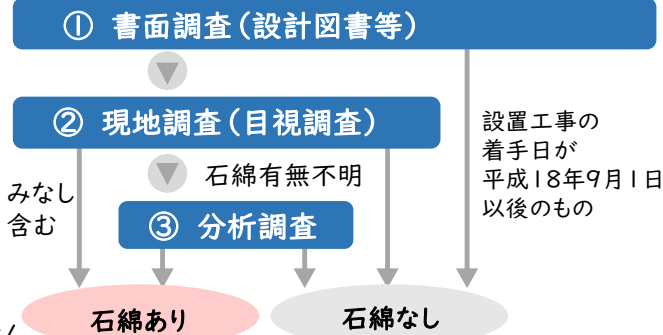 ① 書面調査（設計図書等）
② 現地調査（目視調査）
設置工事の
着手日が
平成18年9月1日
以後のもの
石綿有無不明
みなし
含む
③ 分析調査
石綿あり
石綿なし